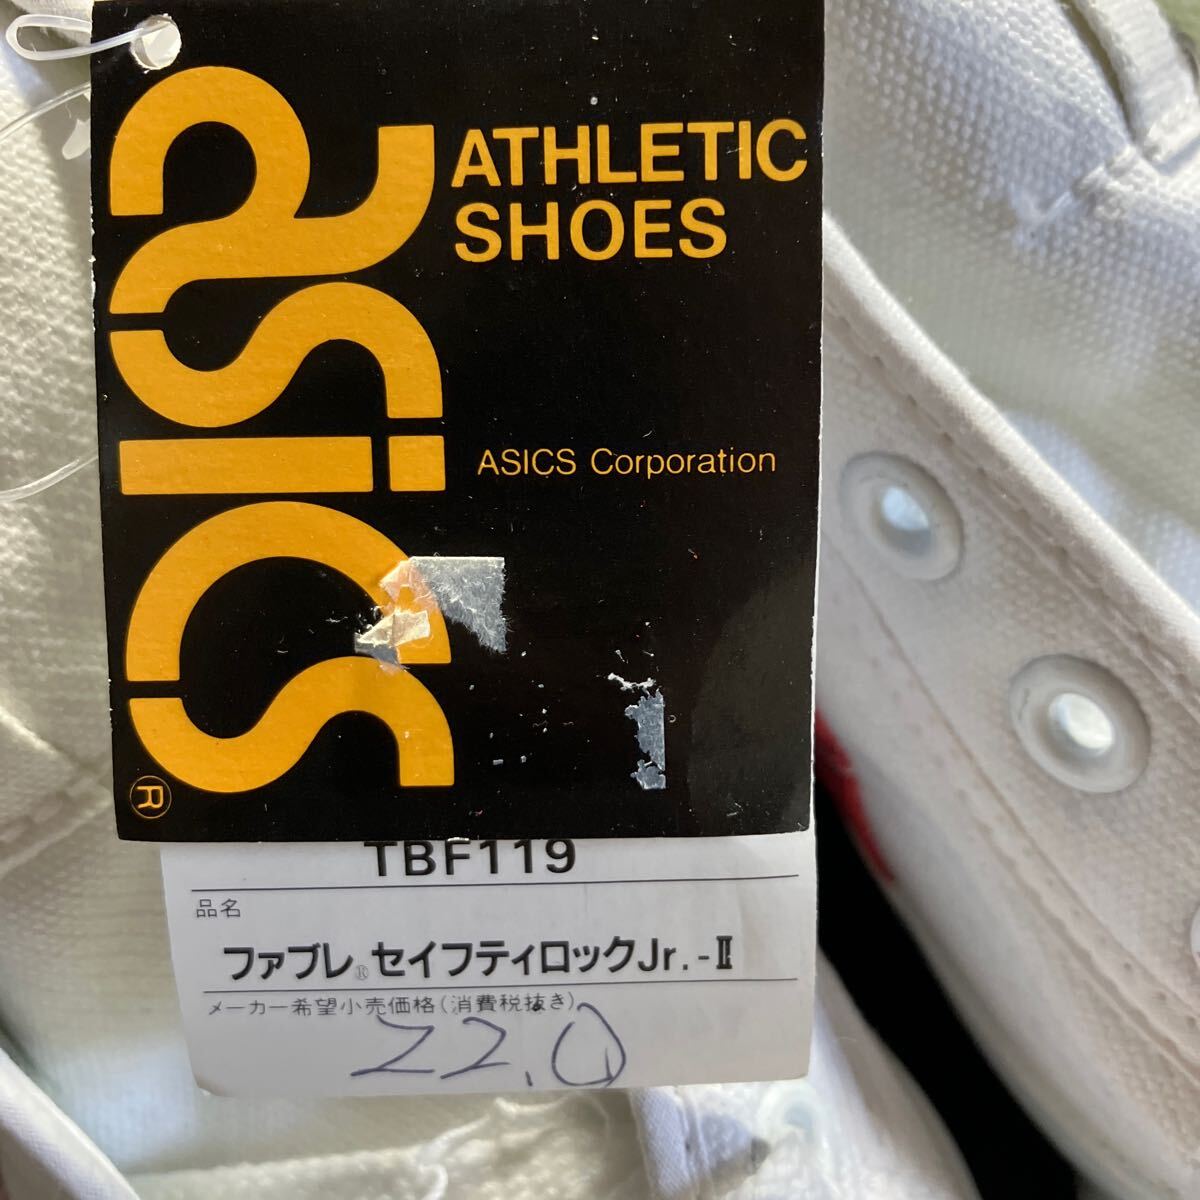 asics
ATHLETIC
SHOES
ASICS Corporation
®
TBF119
品名
ファブレ®セイフティロックJr.-Ⅱ
メーカー希望小売価格(消費税抜き)
22.0